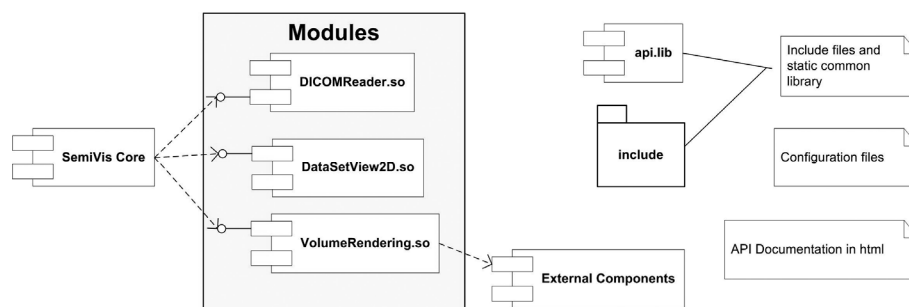 Modules
DICOMReader.so
SemiVis Core
DataSetView2D.so
VolumeRendering.so
External Components
api.lib
include
Include files and
static common
library
Configuration files
API Documentation in html